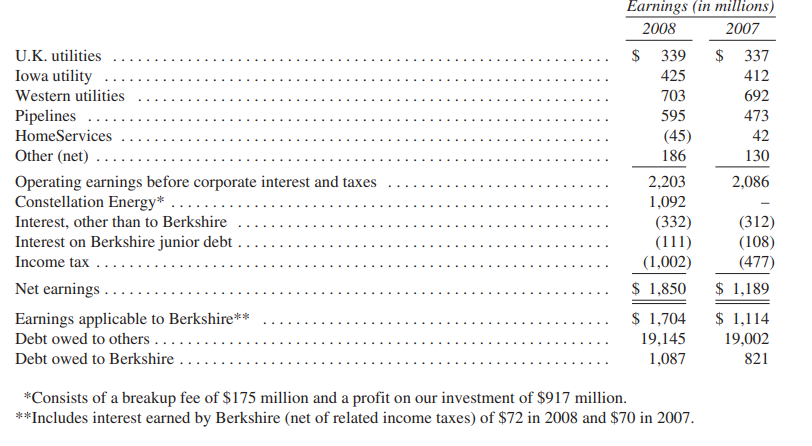 Earnings (in millions)
2008 2007
U.K. utilities ........................................................... $ 339 $ 337
Iowa utility ............................................................ 425 412
Western utilities ........................................................ 703 692
Pipelines .............................................................. 595 473
HomeServices .......................................................... (45) 42
Other (net) ............................................................. 186 130
Operating earnings before corporate interest and taxes ........................... 2,203 2,086
Constellation Energy* .................................................... 1,092 –
Interest, other than to Berkshire ............................................. (332) (312)
Interest on Berkshire junior debt ............................................. (111) (108)
Income tax ............................................................. (1,002) (477)
Net earnings ............................................................ $ 1,850 $ 1,189
Earnings applicable to Berkshire** .......................................... $ 1,704 $ 1,114
Debt owed to others ...................................................... 19,145 19,002
Debt owed to Berkshire ................................................... 1,087 821
*Consists of a breakup fee of $175 million and a profit on our investment of $917 million.
**Includes interest earned by Berkshire (net of related income taxes) of $72 in 2008 and $70 in 2007.